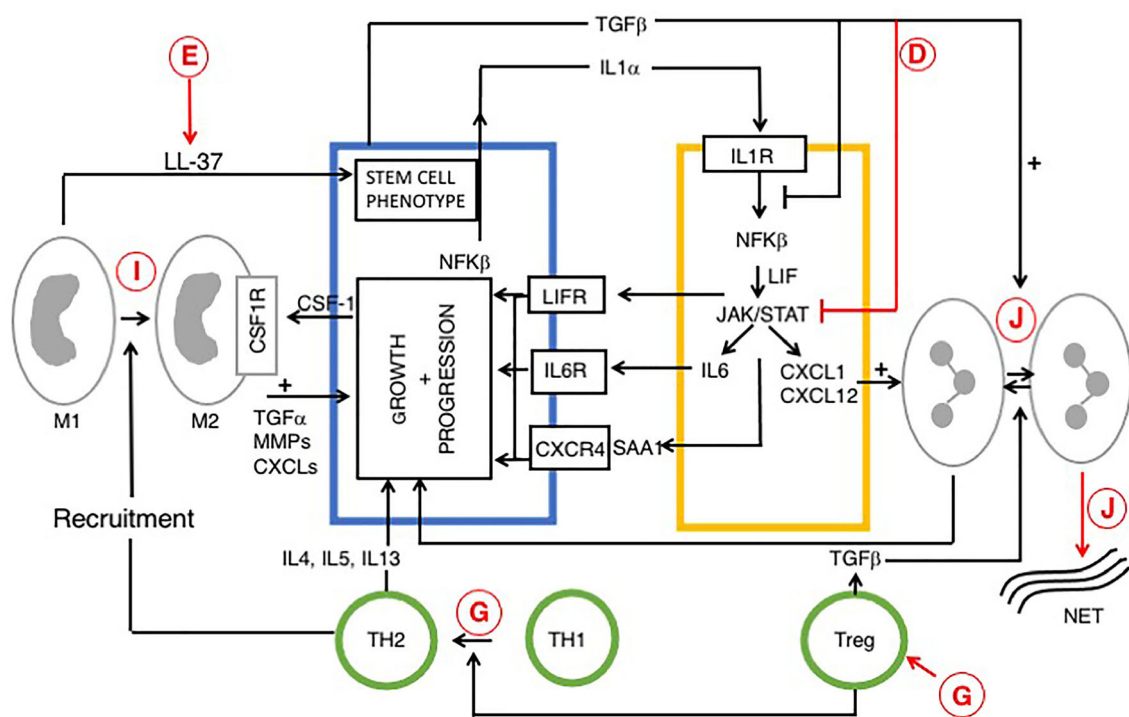 TGFβ
E
D
IL1α
LL-37
IL1R
STEM CELL
PHENOTYPE
+
NFKβ
I
NFKβ
LIF
CSF1R
CSF-1
LIFR
JAK/STAT
J
GROWTH
+
PROGRESSION
IL6R
IL6
CXCL1
CXCL12
+
M1
M2
+
TGFα
MMPs
CXCLs
CXCR4
SAA1
Recruitment
J
IL4, IL5, IL13
TGFβ
NET
G
TH2
TH1
Treg
G